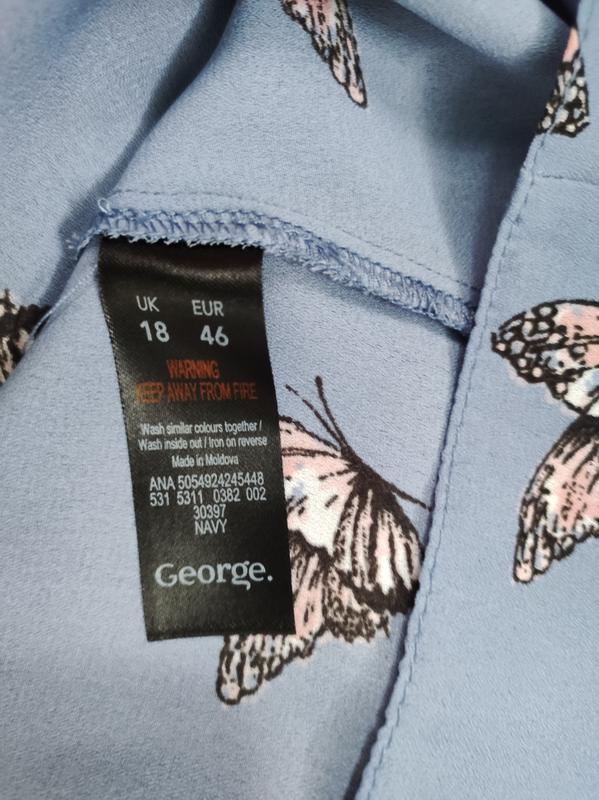 UK EUR
18 46
WARNING
KEEP AWAY FROM FIRE
Wash similar colours together /
Wash inside out / Iron on reverse
Made in Moldova
ANA 5054924245448
531 5311 0382 002
30397
NAVY
George.